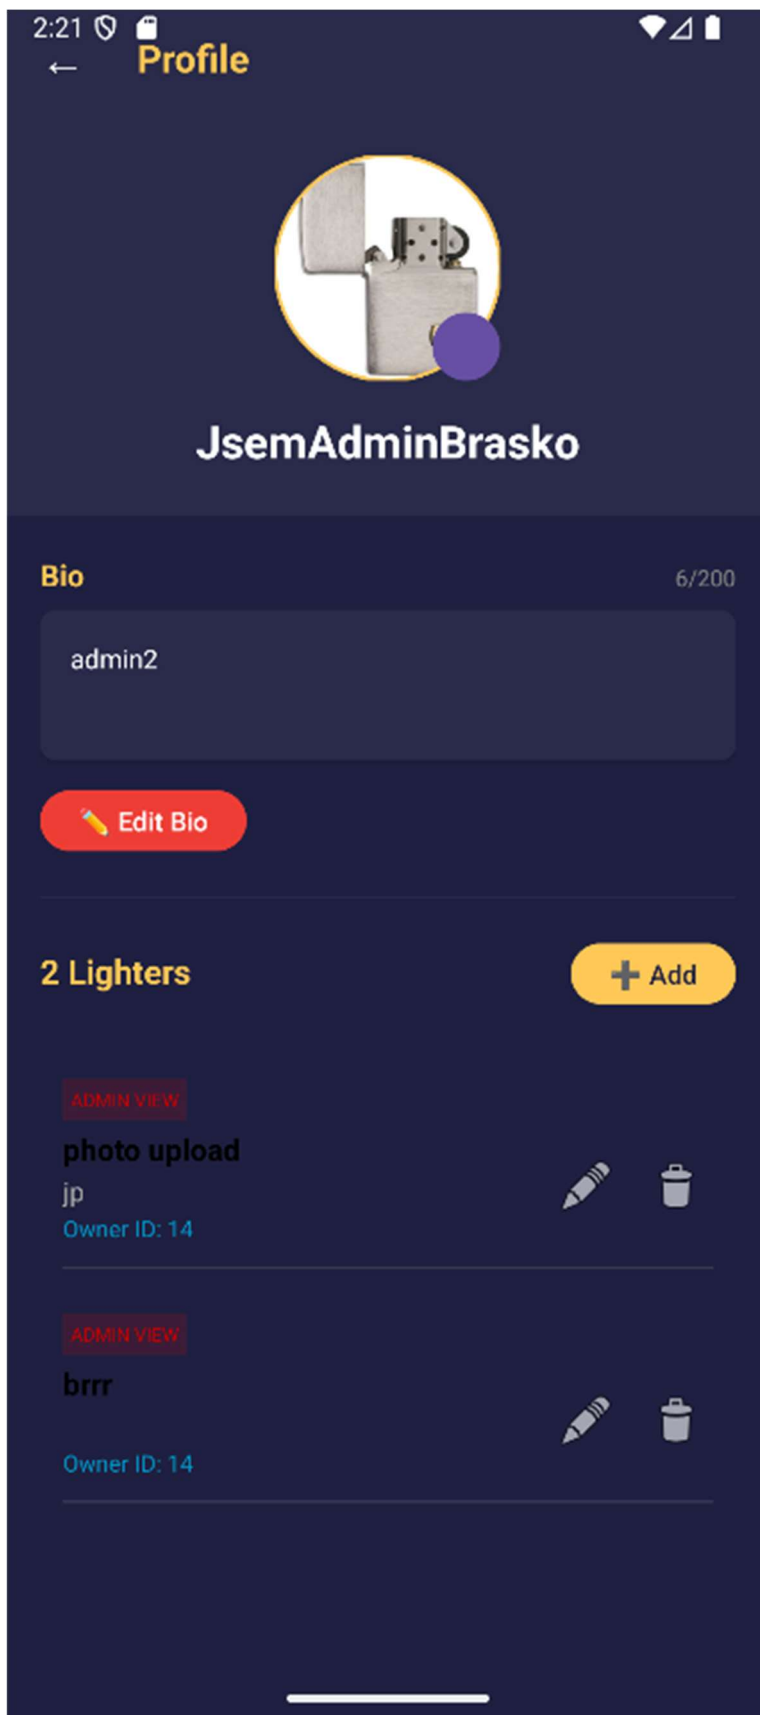 2:21
← Profile
JsemAdminBrasko
Bio
6/200
admin2
✏️ Edit Bio
2 Lighters
➕ Add
ADMIN VIEW
photo upload
jp
Owner ID: 14
ADMIN VIEW
brrr
Owner ID: 14